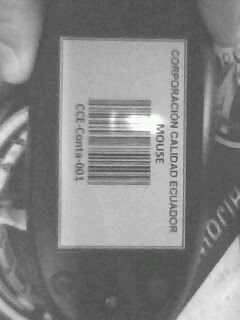 CORPORACIÓN CALIDAD ECUADOR
MOUSE
CCE-Conta-001